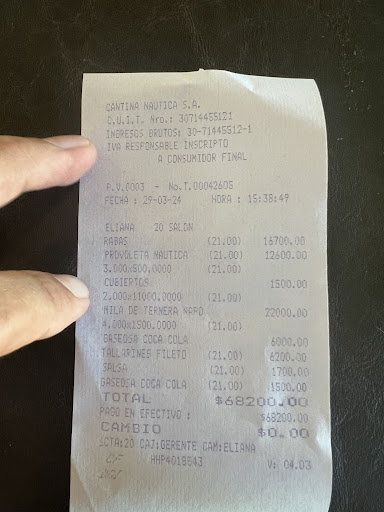 CANTINA NAUTICA S.A.
C.U.I.T. Nro.: 30714455121
INGRESOS BRUTOS: 30-71445512-1
IVA RESPONSABLE INSCRIPTO
A CONSUMIDOR FINAL
P.V.0003 - No.T.00042605
FECHA : 29-03-24 HORA : 15:38:49
ELIANA 20 SALON
RABAS (21.00) 16700.00
PROVOLETA NAUTICA (21.00) 12600.00
3.000x500.0000 (21.00)
CUBIERTOS 1500.00
2.000x11000.0000 (21.00)
MILA DE TERNERA NAPO 22000.00
4.000x1500.0000 (21.00)
GASEOSA COCA COLA 6000.00
TALLARINES FILETO (21.00) 6200.00
SALSA (21.00) 1700.00
GASEOSA COCA COLA (21.00) 1500.00
TOTAL $68200.00
PAGO EN EFECTIVO : $68200.00
CAMBIO $0.00
SCTA:20 CAJ:GERENTE CAM:ELIANA
CF HHP4018843 V: 04.03